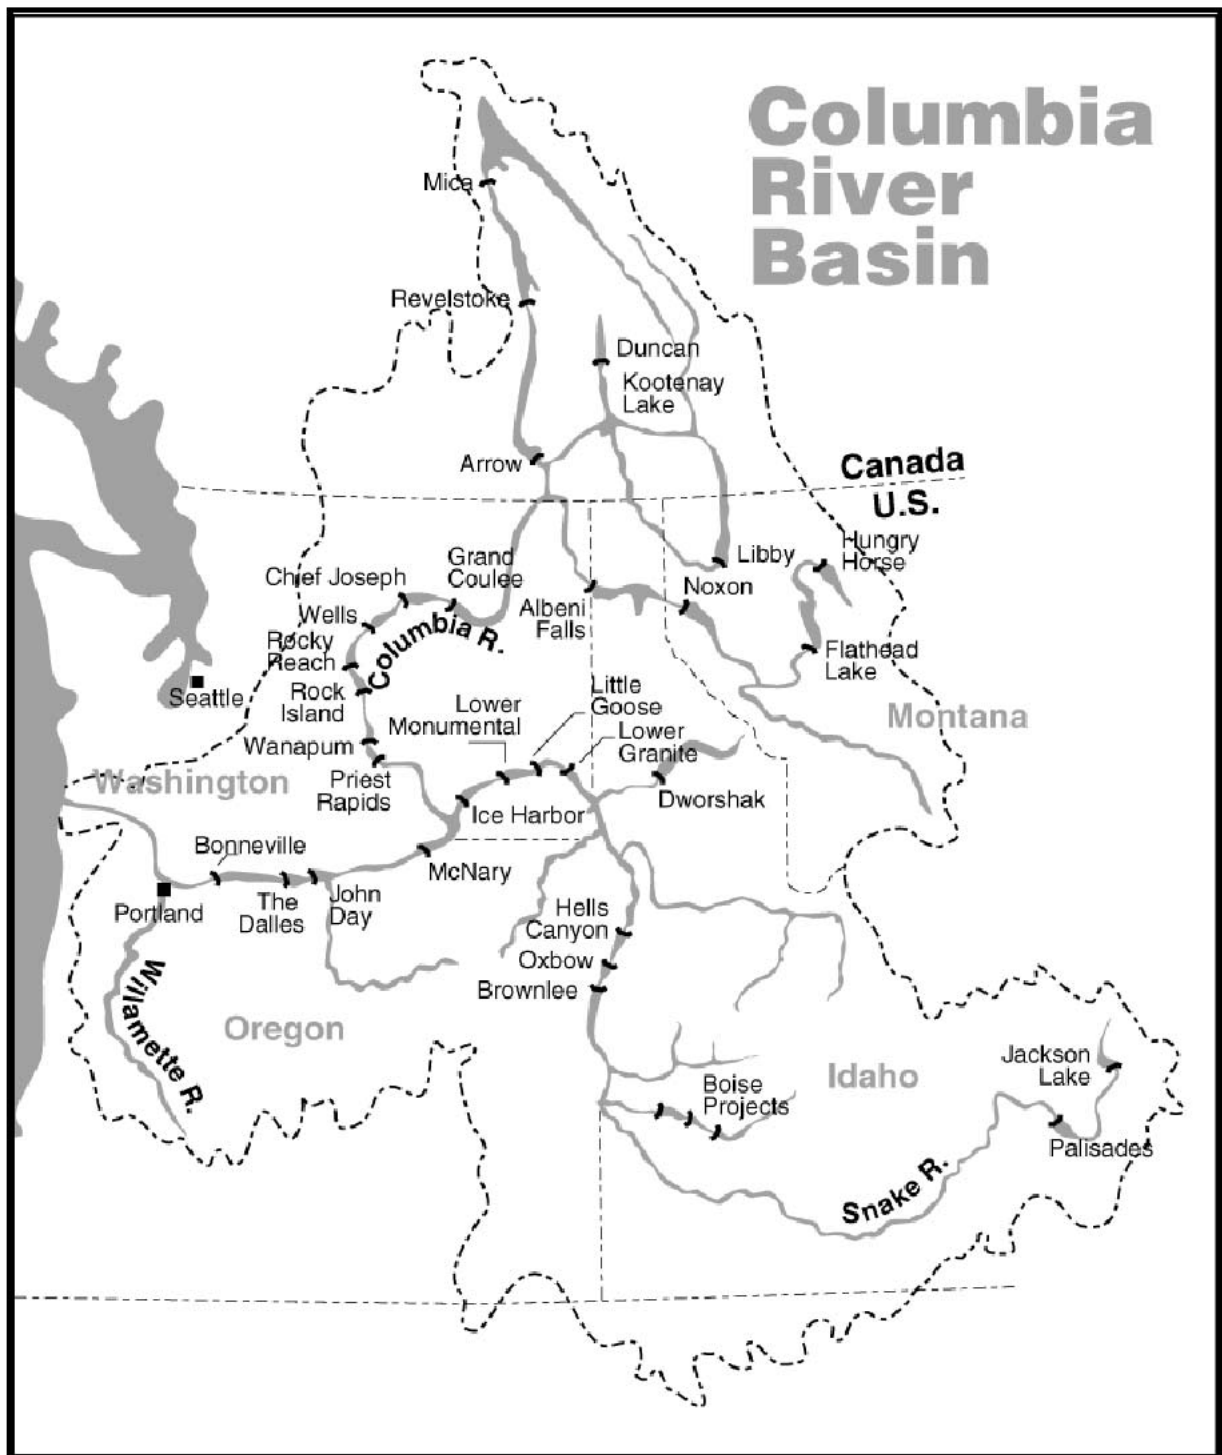 Columbia
River
Basin
Mica
Revelstoke
Duncan
Kootenay
Lake
Arrow
Canada
U.S.
Hungry
Horse
Libby
Noxon
Grand
Coulee
Chief Joseph
Albeni
Falls
Wells
Columbia R.
Rocky
Reach
Flathead
Lake
Rock
Island
Seattle
Little
Goose
Lower
Monumental
Montana
Lower
Granite
Wanapum
Washington
Priest
Rapids
Ice Harbor
Dworshak
Bonneville
McNary
Portland
The
Dalles
John
Day
Hells
Canyon
Oxbow
Brownlee
Willamette R.
Oregon
Idaho
Jackson
Lake
Boise
Projects
Palisades
Snake R.